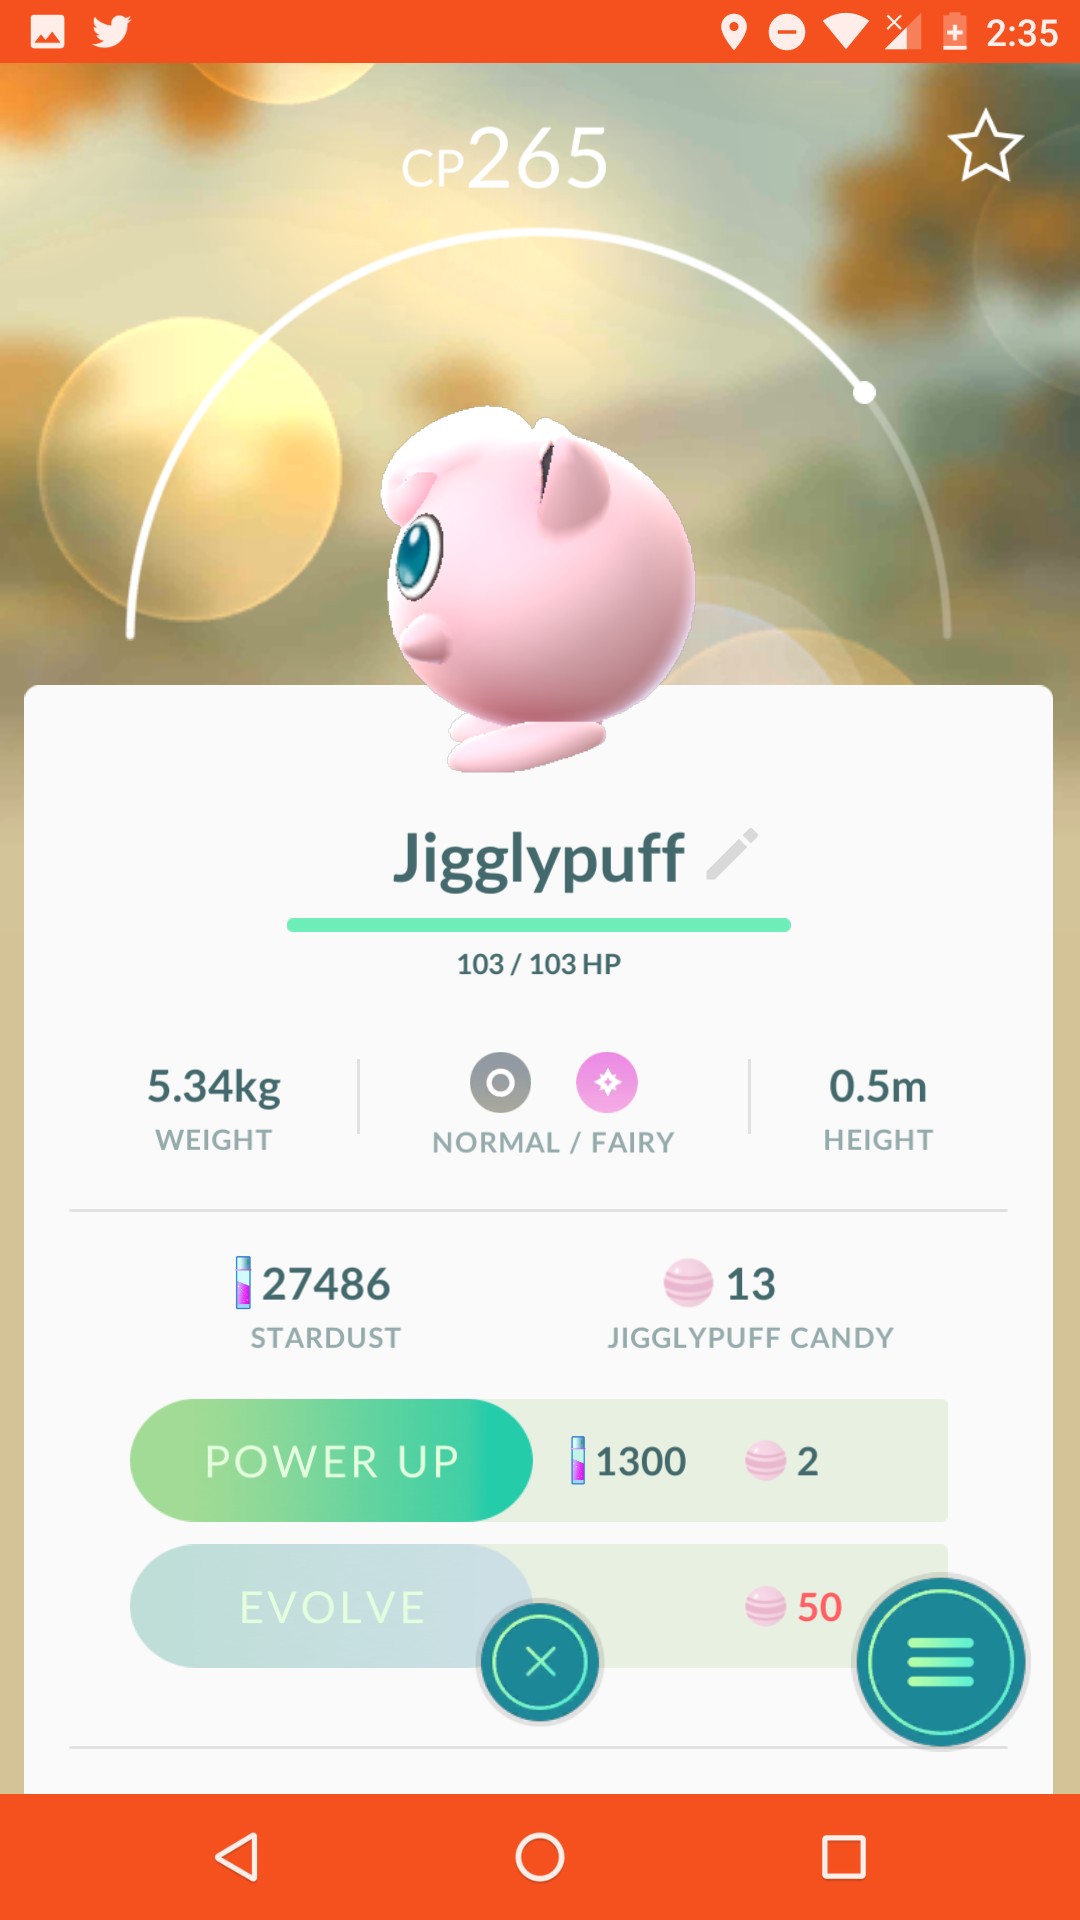 2:35
CP265
Jigglypuff
103 / 103 HP
5.34kg
WEIGHT
NORMAL / FAIRY
0.5m
HEIGHT
27486
STARDUST
13
JIGGLYPUFF CANDY
POWER UP 1300 2
EVOLVE 50